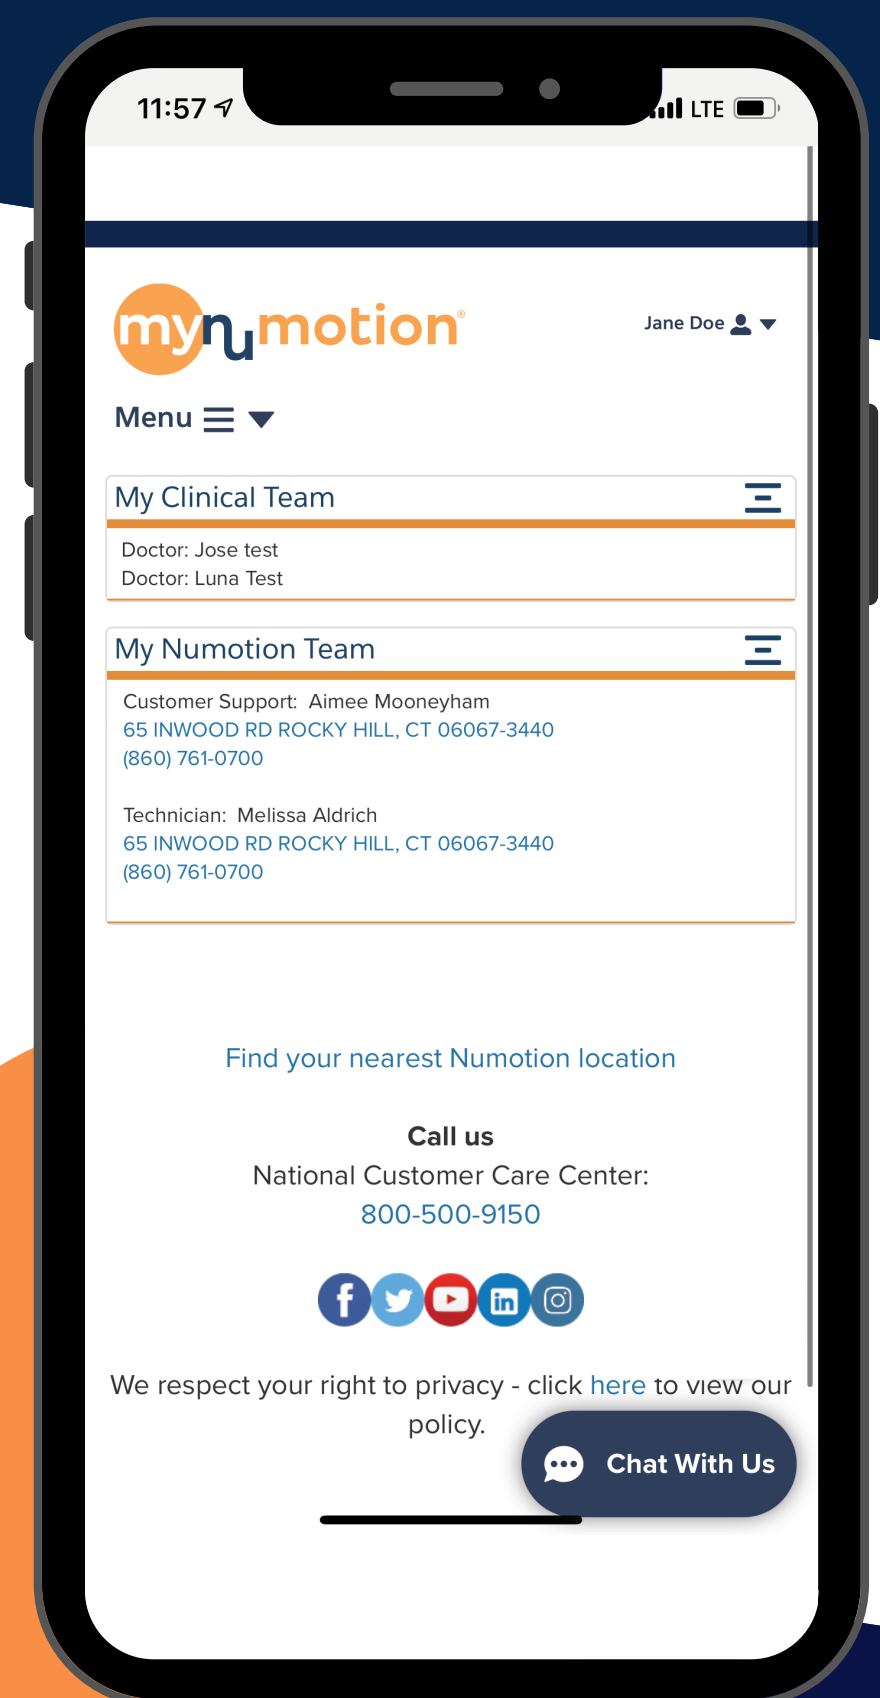 11:57 LTE
mynumotion®
Jane Doe
Menu
My Clinical Team
Doctor: Jose test
Doctor: Luna Test
My Numotion Team
Customer Support: Aimee Mooneyham
65 INWOOD RD ROCKY HILL, CT 06067-3440
(860) 761-0700
Technician: Melissa Aldrich
65 INWOOD RD ROCKY HILL, CT 06067-3440
(860) 761-0700
Find your nearest Numotion location
Call us
National Customer Care Center:
800-500-9150
We respect your right to privacy - click here to view our
policy.
Chat With Us